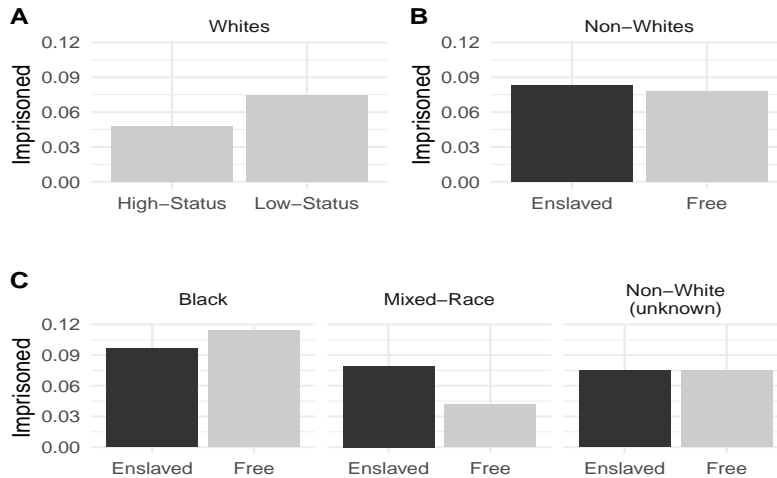 A
Whites
Imprisoned
0.12
0.09
0.06
0.03
0.00
High−Status Low−Status
B
Non−Whites
Imprisoned
0.12
0.09
0.06
0.03
0.00
Enslaved Free
C
Black
Mixed−Race
Non−White
(unknown)
Imprisoned
0.12
0.09
0.06
0.03
0.00
Enslaved Free
Enslaved Free
Enslaved Free